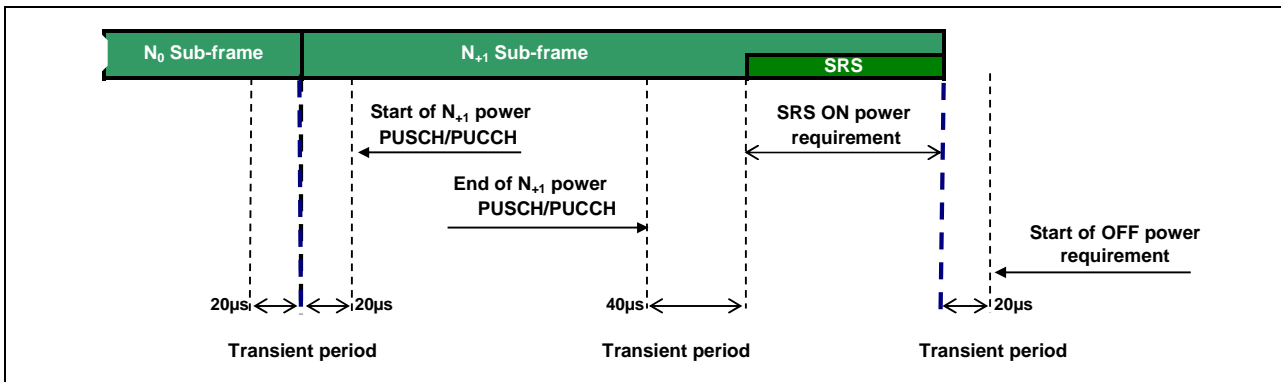 N₀ Sub-frame
N₊₁ Sub-frame
SRS
Start of N₊₁ power
PUSCH/PUCCH
SRS ON power
requirement
End of N₊₁ power
PUSCH/PUCCH
Start of OFF power
requirement
20µs
20µs
40µs
20µs
Transient period
Transient period
Transient period